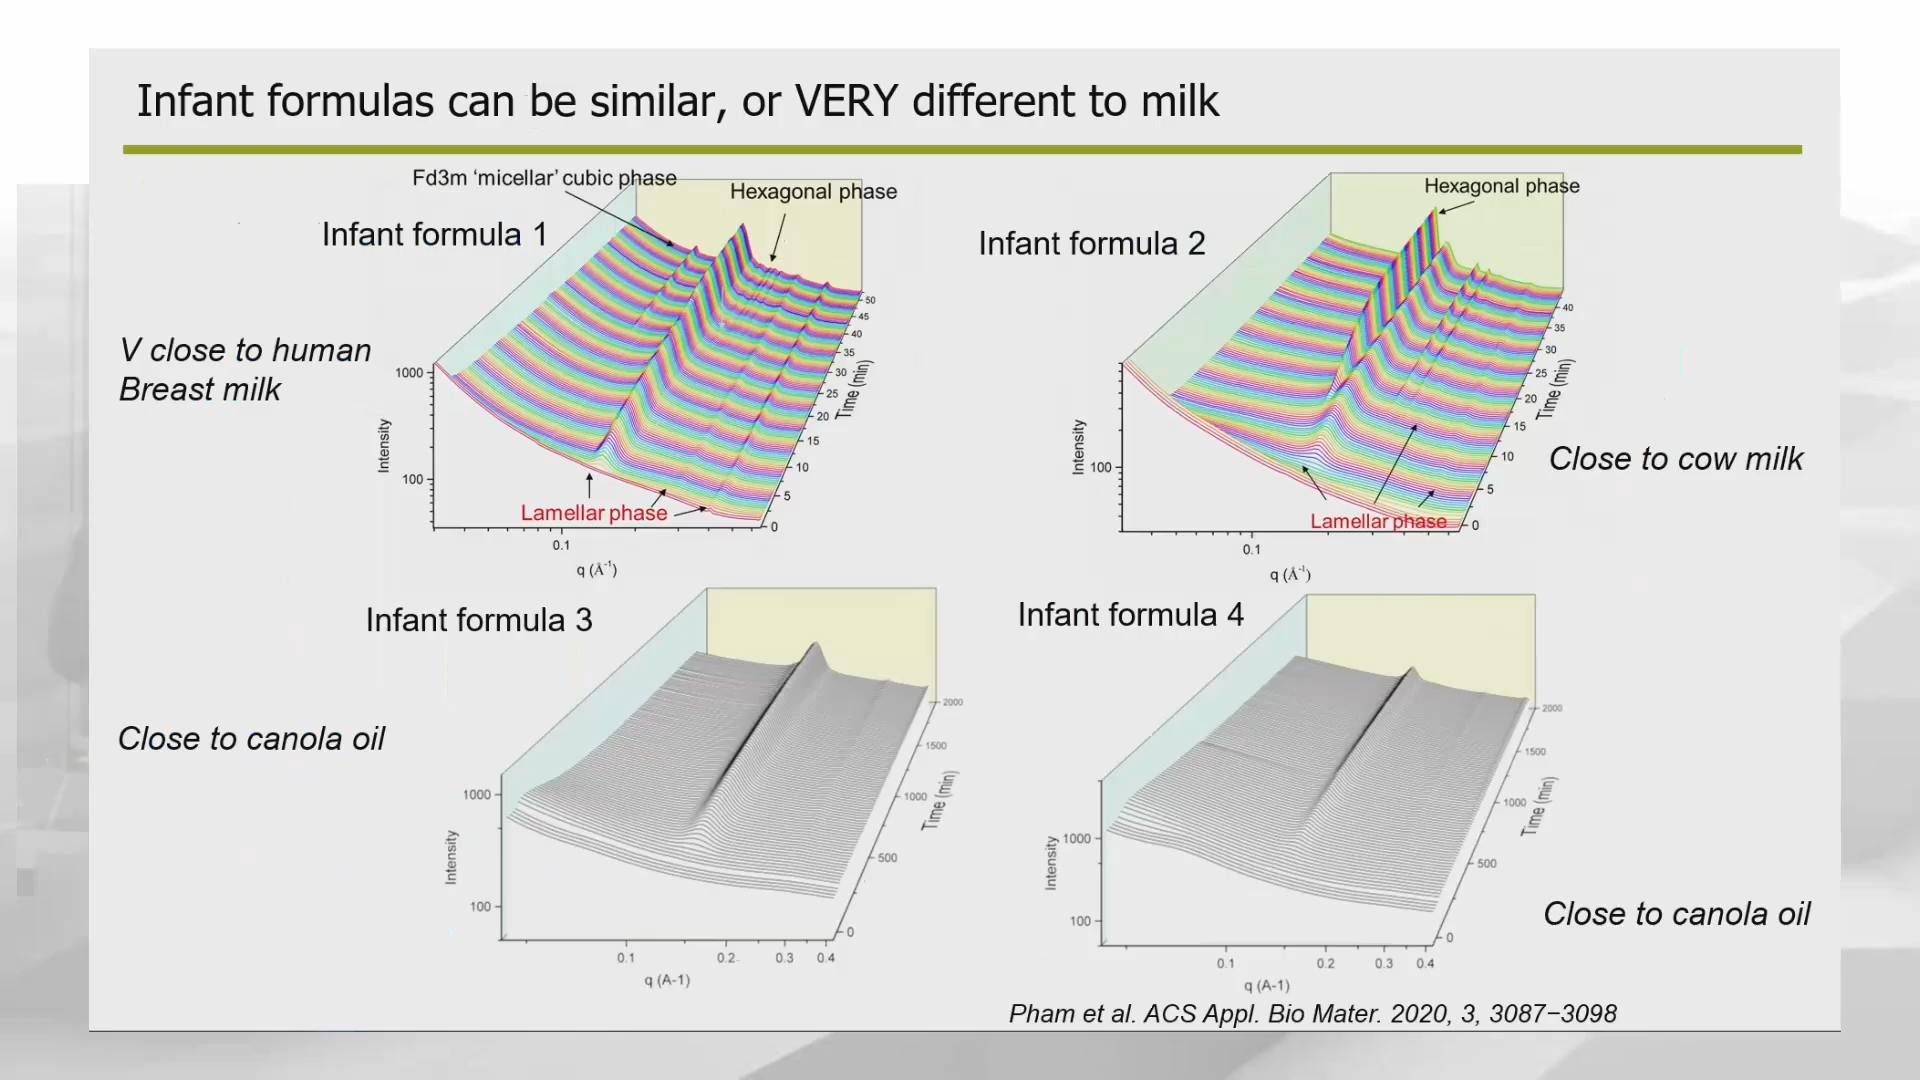 Infant formulas can be similar, or VERY different to milk
Fd3m 'micellar' cubic phase
Hexagonal phase
Infant formula 1
V close to human
Breast milk
1000
100
Intensity
Lamellar phase
0.1
q (Å-1)
0
5
10
15
20
25
30
35
40
45
50
Time (min)
Hexagonal phase
Infant formula 2
Close to cow milk
100
Intensity
Lamellar phase
0.1
q (Å-1)
0
5
10
15
20
25
30
35
40
Time (min)
Infant formula 3
Close to canola oil
1000
100
Intensity
0.1
0.2
0.3
0.4
q (A-1)
0
500
1000
1500
2000
Time (min)
Infant formula 4
1000
100
Intensity
0.1
0.2
0.3
0.4
q (A-1)
0
500
1000
1500
2000
Time (min)
Close to canola oil
Pham et al. ACS Appl. Bio Mater. 2020, 3, 3087−3098